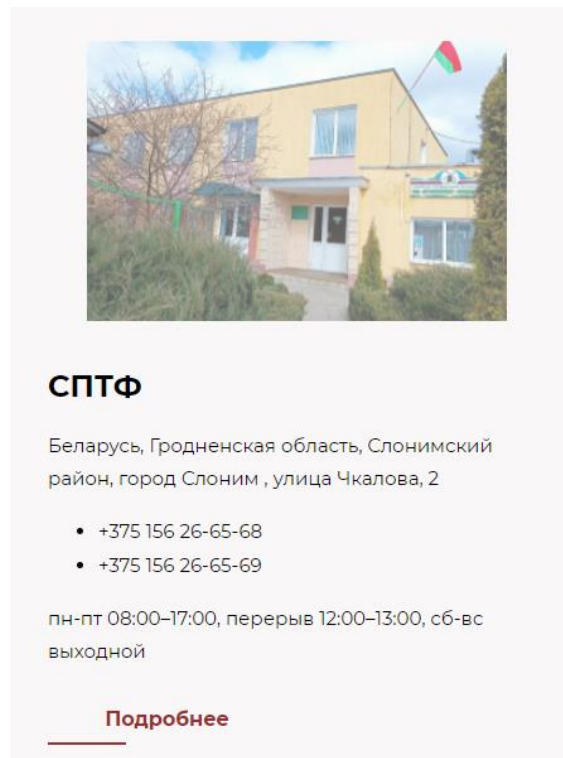 СПТФ
Беларусь, Гродненская область, Слонимский
район, город Слоним , улица Чкалова, 2
• +375 156 26-65-68
• +375 156 26-65-69
пн-пт 08:00–17:00, перерыв 12:00–13:00, сб-вс
выходной
Подробнее